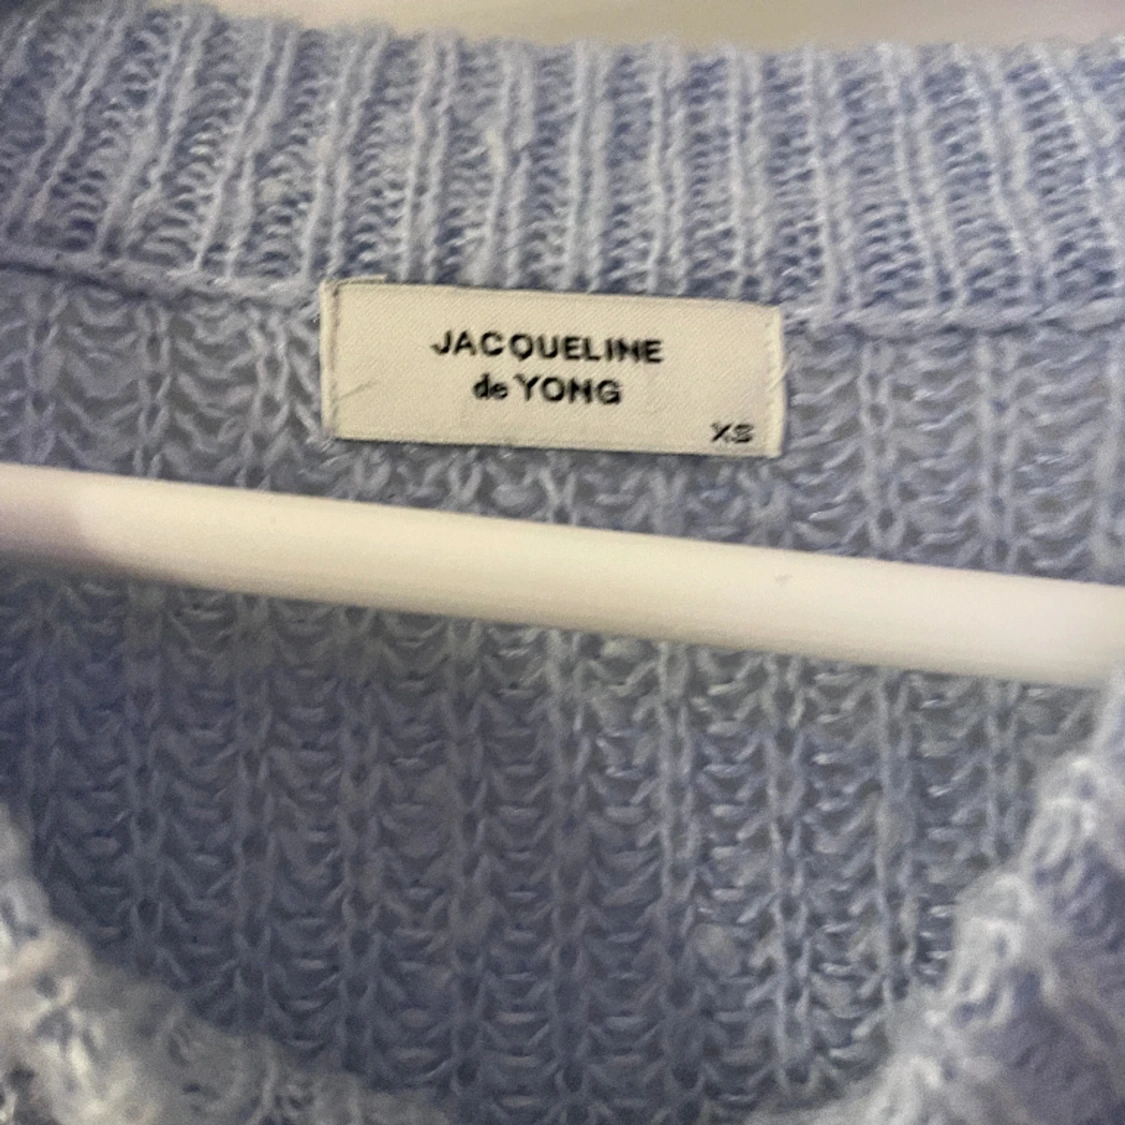 JACQUELINE
de YONG
XS